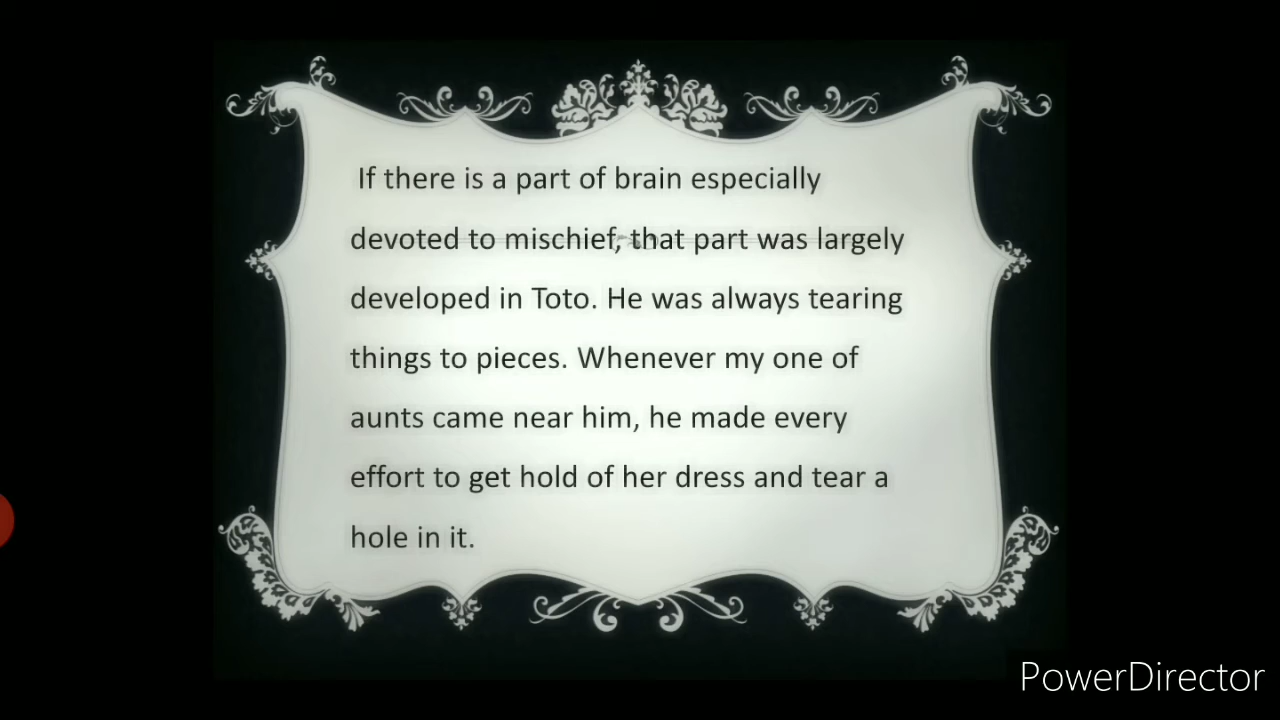 If there is a part of brain especially
devoted to mischief, that part was largely
developed in Toto. He was always tearing
things to pieces. Whenever my one of
aunts came near him, he made every
effort to get hold of her dress and tear a
hole in it.
PowerDirector